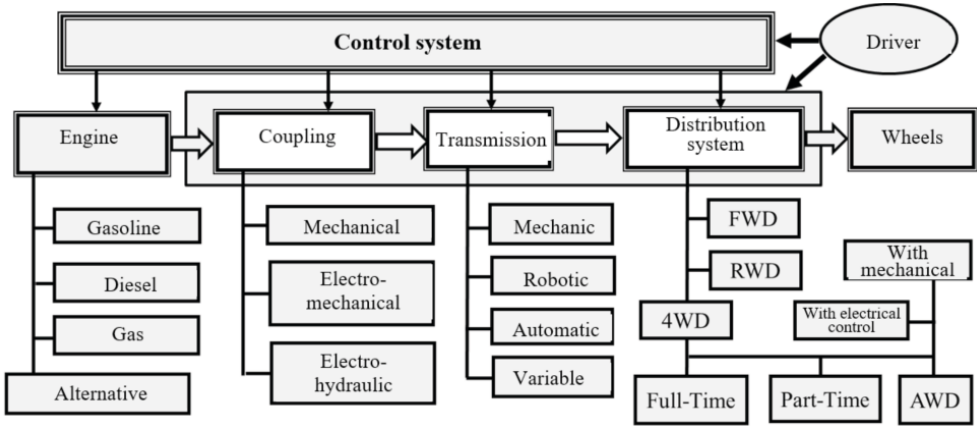 Control system
Driver
Engine
Coupling
Transmission
Distribution
system
Wheels
Gasoline
Diesel
Gas
Alternative
Mechanical
Electro-
mechanical
Electro-
hydraulic
Mechanic
Robotic
Automatic
Variable
FWD
RWD
4WD
With
mechanical
With electrical
control
Full-Time
Part-Time
AWD